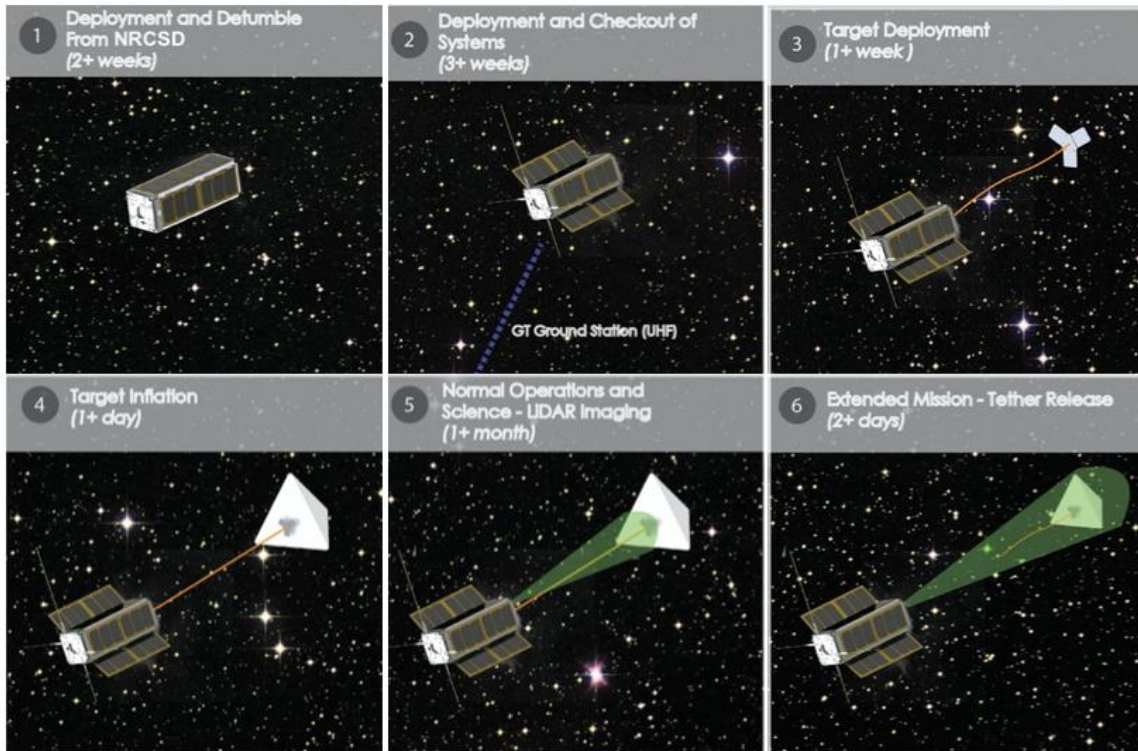 1
Deployment and Detumble
From NRCSD
(2+ weeks)
2
Deployment and Checkout of
Systems
(3+ weeks)
GT Ground Station (UHF)
3
Target Deployment
(1+ week )
4
Target Inflation
(1+ day)
5
Normal Operations and
Science - LiDAR Imaging
(1+ month)
6
Extended Mission - Tether Release
(2+ days)